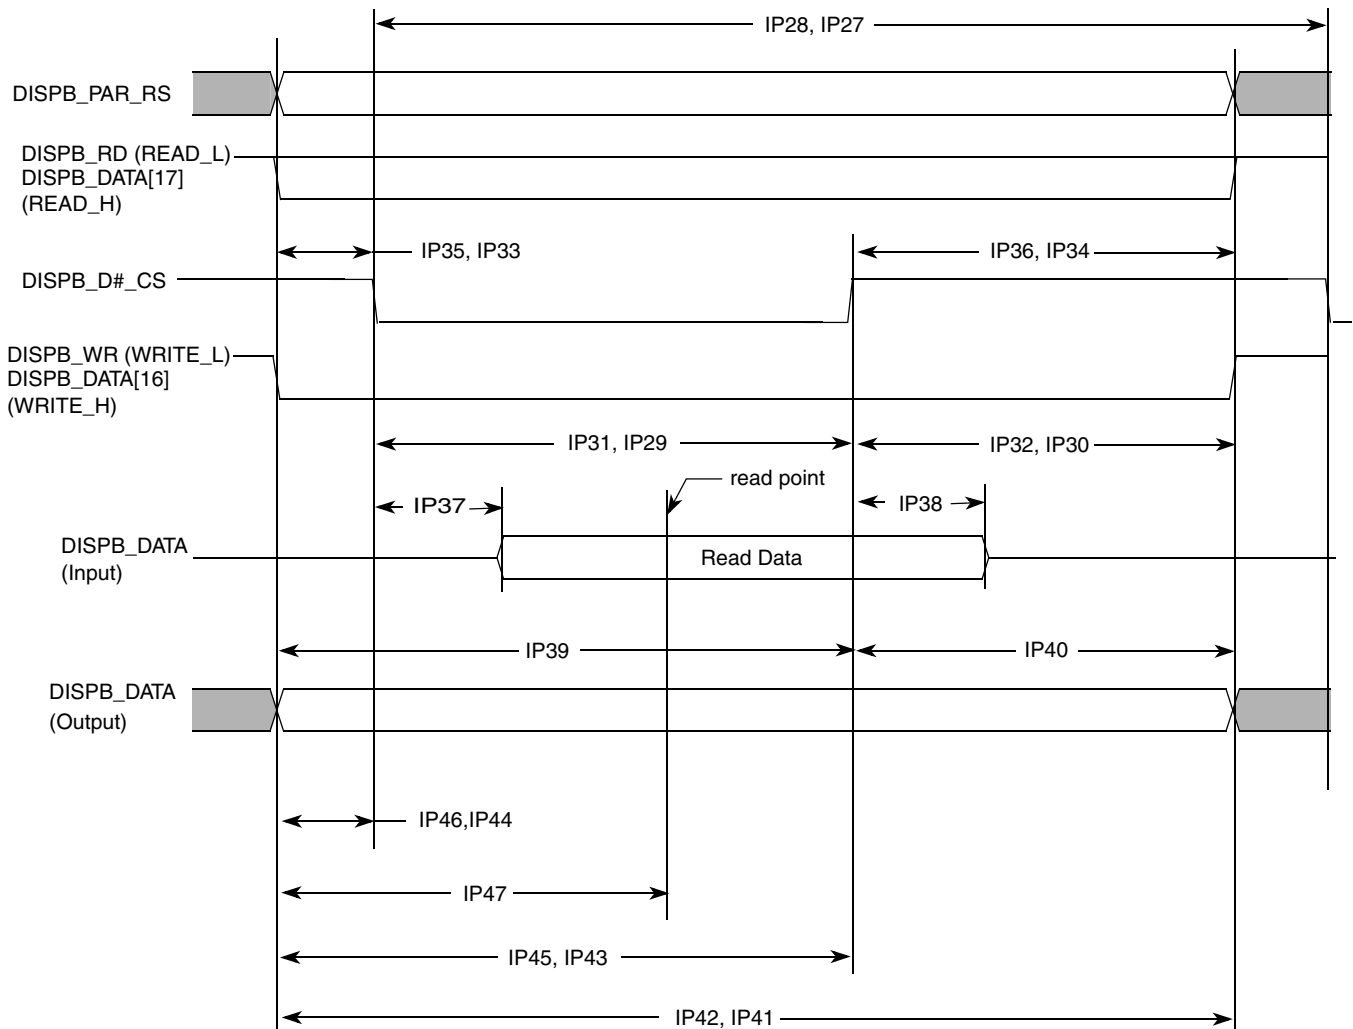 IP28, IP27
DISPB_PAR_RS
DISPB_RD (READ_L)
DISPB_DATA[17]
(READ_H)
IP35, IP33
IP36, IP34
DISPB_D#_CS
DISPB_WR (WRITE_L)
DISPB_DATA[16]
(WRITE_H)
IP31, IP29
IP32, IP30
read point
IP37
IP38
DISPB_DATA
(Input)
Read Data
IP39
IP40
DISPB_DATA
(Output)
IP46,IP44
IP47
IP45, IP43
IP42, IP41